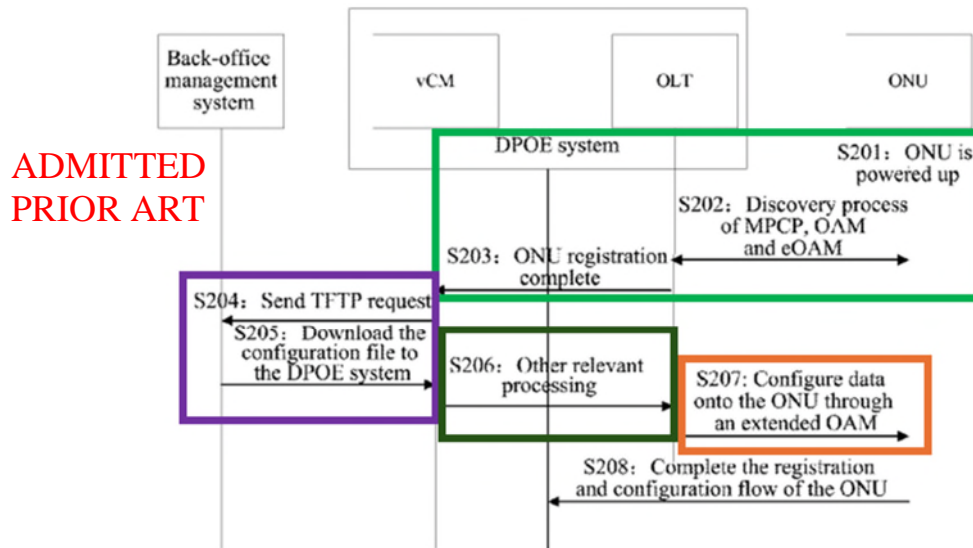 Back-office
management
system
vCM
OLT
ONU
DPOE system
ADMITTED
PRIOR ART
S201: ONU is
powered up
S202: Discovery process
of MPCP, OAM
and eOAM
S203: ONU registration
complete
S204: Send TFTP request
S205: Download the
configuration file to
the DPOE system
S206: Other relevant
processing
S207: Configure data
onto the ONU through
an extended OAM
S208: Complete the registration
and configuration flow of the ONU